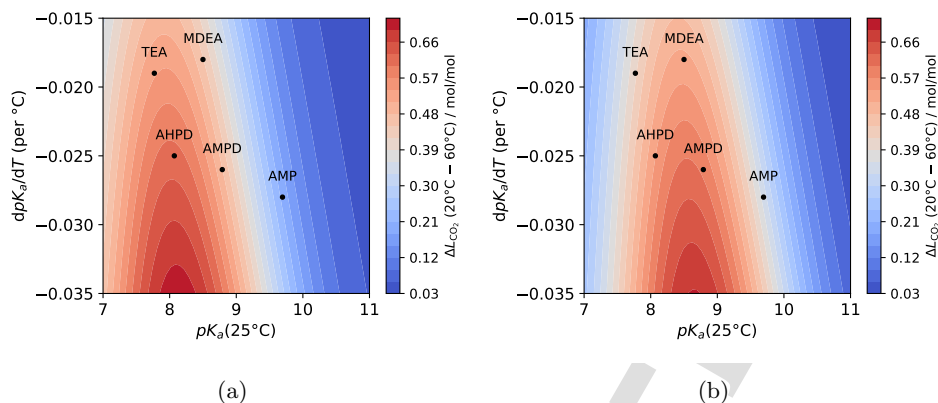 −0.015
−0.020
−0.025
−0.030
−0.035
dpKₐ/dT (per °C)
7
8
9
10
11
pKₐ(25°C)
TEA
MDEA
AHPD
AMPD
AMP
0.66
0.57
0.48
0.39
0.30
0.21
0.12
0.03
ΔL_CO₂ (20°C − 60°C) / mol/mol
(a)
−0.015
−0.020
−0.025
−0.030
−0.035
dpKₐ/dT (per °C)
7
8
9
10
11
pKₐ(25°C)
TEA
MDEA
AHPD
AMPD
AMP
0.66
0.57
0.48
0.39
0.30
0.21
0.12
0.03
ΔL_CO₂ (20°C − 60°C) / mol/mol
(b)